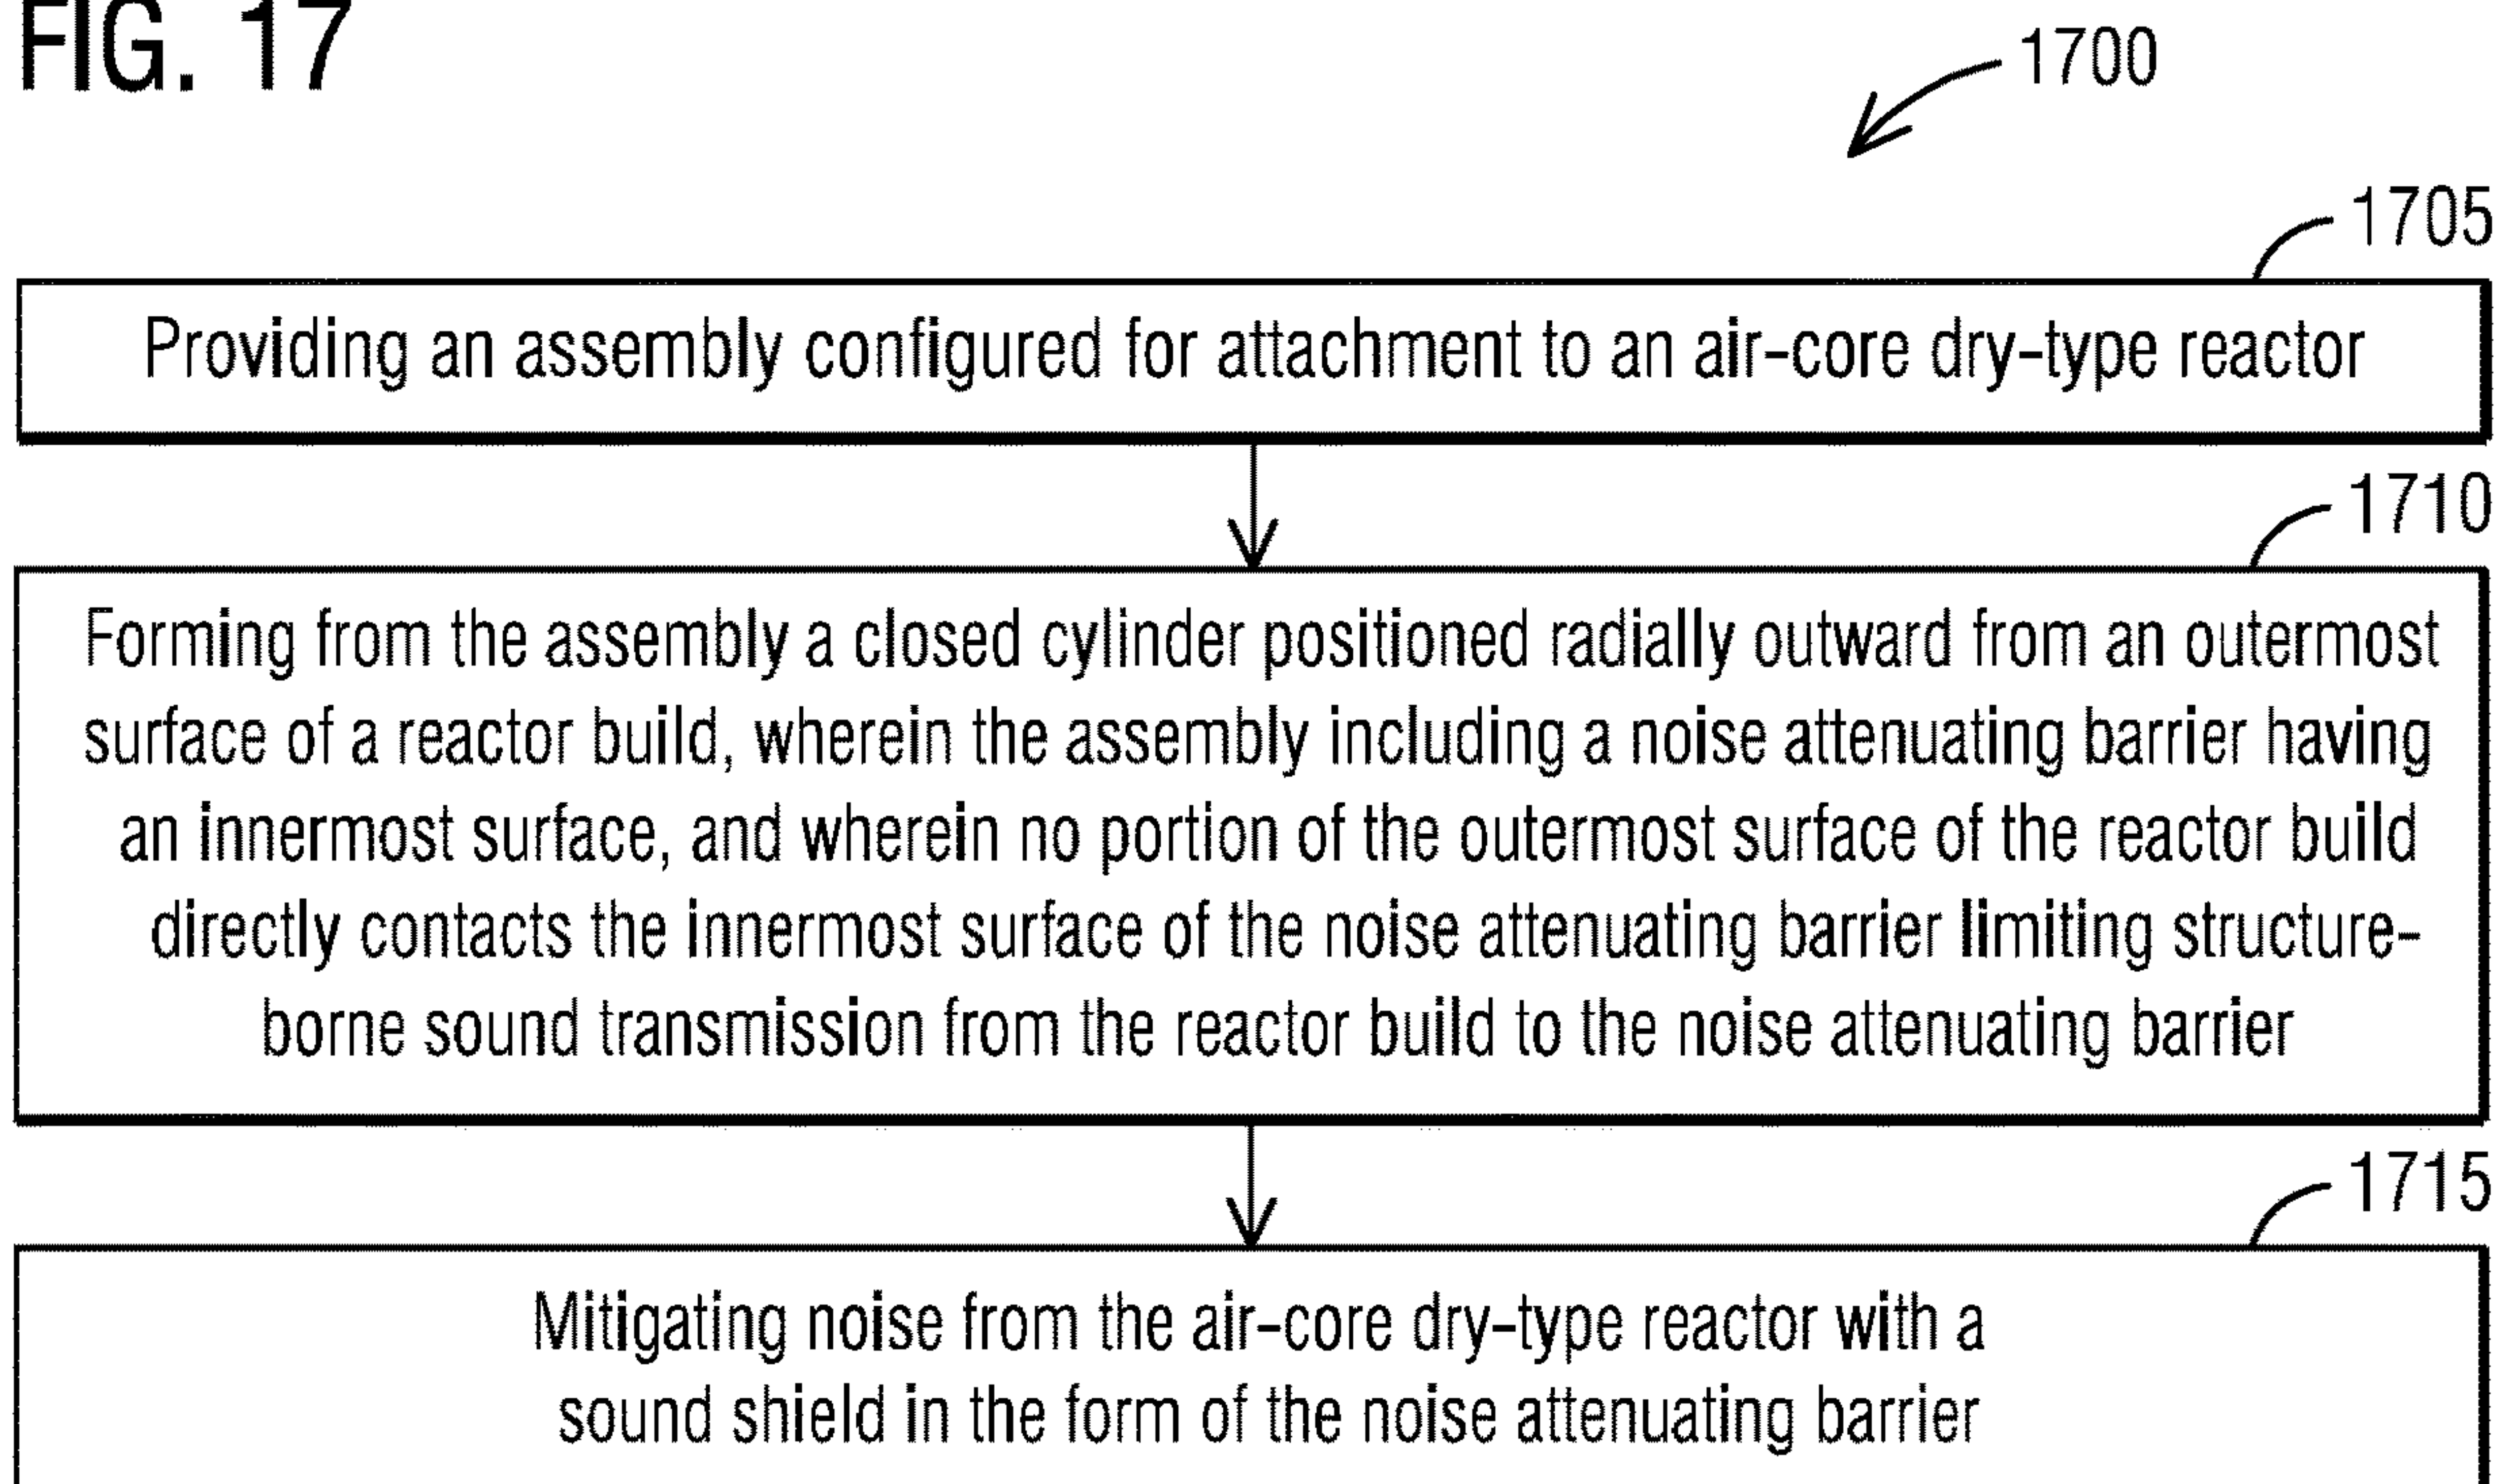 FIG. 17
1700
1705
Providing an assembly configured for attachment to an air-core dry-type reactor
1710
Forming from the assembly a closed cylinder positioned radially outward from an outermost
surface of a reactor build, wherein the assembly including a noise attenuating barrier having
an innermost surface, and wherein no portion of the outermost surface of the reactor build
directly contacts the innermost surface of the noise attenuating barrier limiting structure-
borne sound transmission from the reactor build to the noise attenuating barrier
1715
Mitigating noise from the air-core dry-type reactor with a
sound shield in the form of the noise attenuating barrier